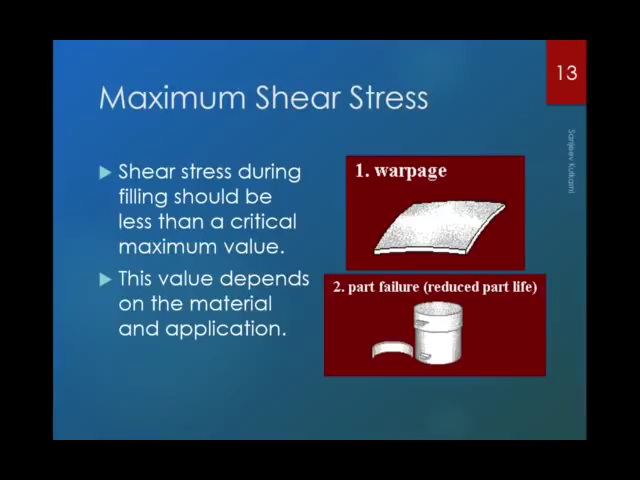 13
Maximum Shear Stress
Sanjeev Kulkarni
Shear stress during
filling should be
less than a critical
maximum value.
This value depends
on the material
and application.
1. warpage
2. part failure (reduced part life)